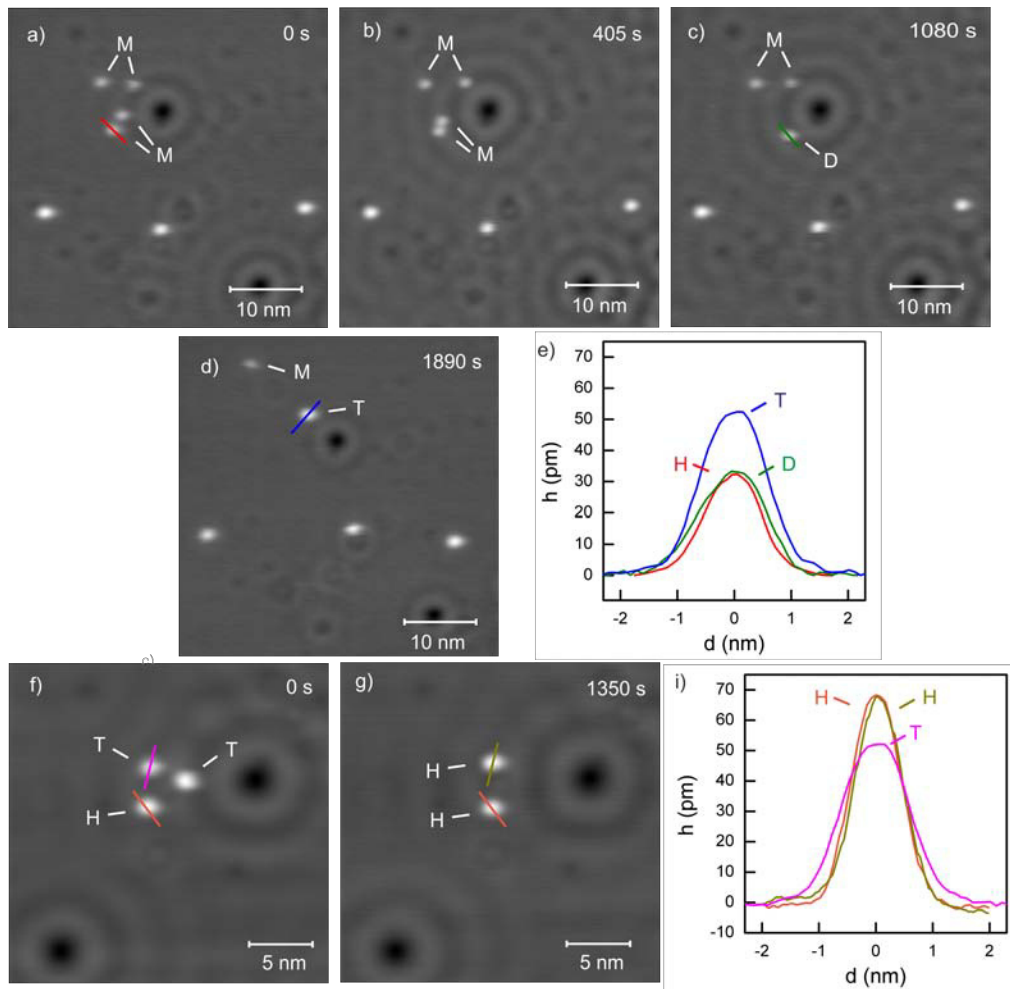 a) 0 s
M
M
10 nm
b) 405 s
M
M
10 nm
c) 1080 s
M
D
10 nm
d) 1890 s
M
T
10 nm
e)
h (pm)
70
60
50
40
30
20
10
0
T
H
D
-2 -1 0 1 2
d (nm)
f) 0 s
T
T
H
5 nm
g) 1350 s
H
H
5 nm
i)
h (pm)
70
60
50
40
30
20
10
0
-10
H
H
T
-2 -1 0 1 2
d (nm)